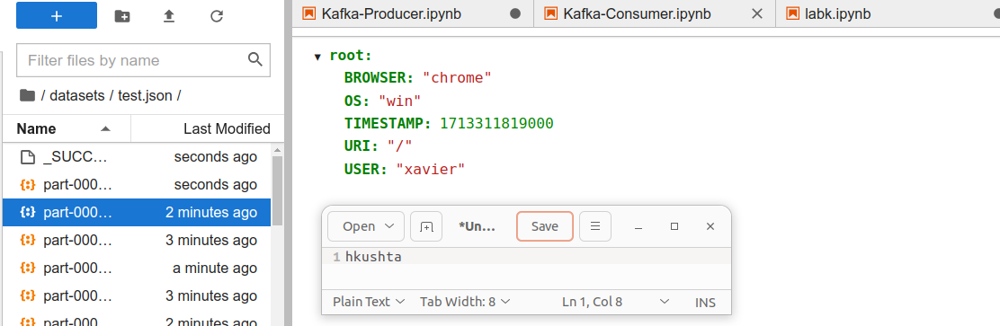 Filter files by name
/ datasets / test.json /
Name Last Modified
_SUCC... seconds ago
part-000... seconds ago
part-000... 2 minutes ago
part-000... 3 minutes ago
part-000... a minute ago
part-000... 3 minutes ago
part-000... 2 minutes ago
Kafka-Producer.ipynb Kafka-Consumer.ipynb labk.ipynb
root:
BROWSER: "chrome"
OS: "win"
TIMESTAMP: 1713311819000
URI: "/"
USER: "xavier"
Open *Un... Save
1 hkushta
Plain Text Tab Width: 8 Ln 1, Col 8 INS